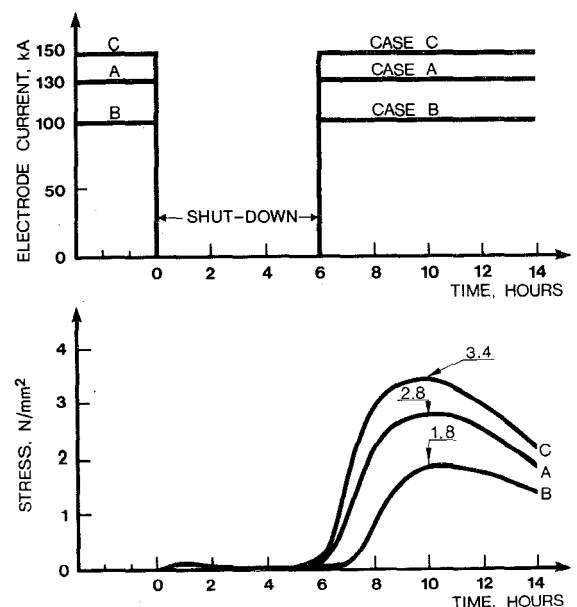 ELECTRODE CURRENT, kA
150
130
100
50
0
C
A
B
CASE C
CASE A
CASE B
SHUT-DOWN
0 2 4 6 8 10 12 14
TIME, HOURS
STRESS. N/mm²
4
3
2
1
0
3.4
2.8
1.8
C
A
B
0 2 4 6 8 10 12 14
TIME, HOURS